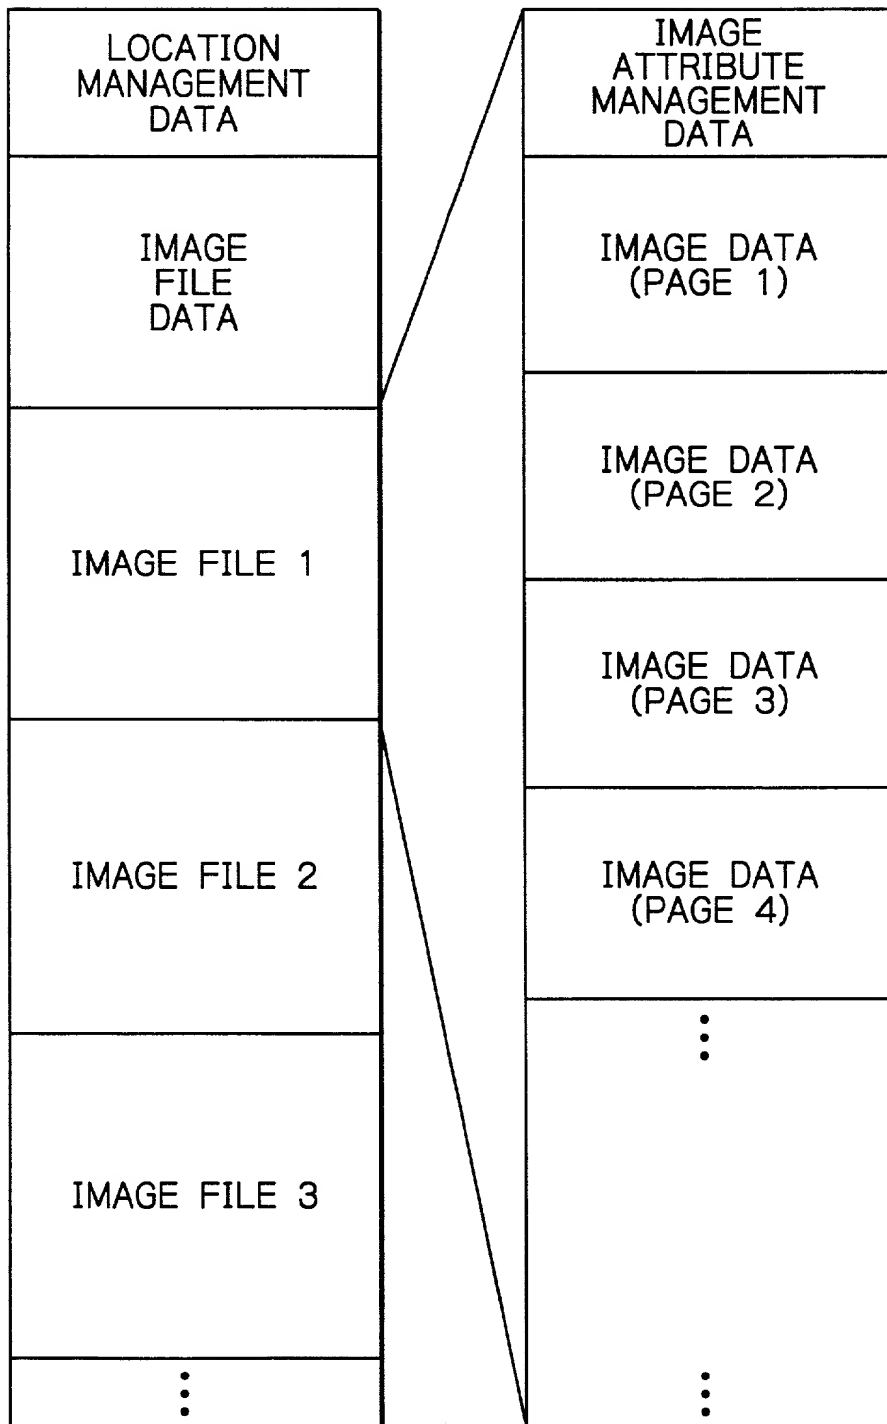 LOCATION
MANAGEMENT
DATA
IMAGE
FILE
DATA
IMAGE FILE 1
IMAGE FILE 2
IMAGE FILE 3
IMAGE
ATTRIBUTE
MANAGEMENT
DATA
IMAGE DATA
(PAGE 1)
IMAGE DATA
(PAGE 2)
IMAGE DATA
(PAGE 3)
IMAGE DATA
(PAGE 4)